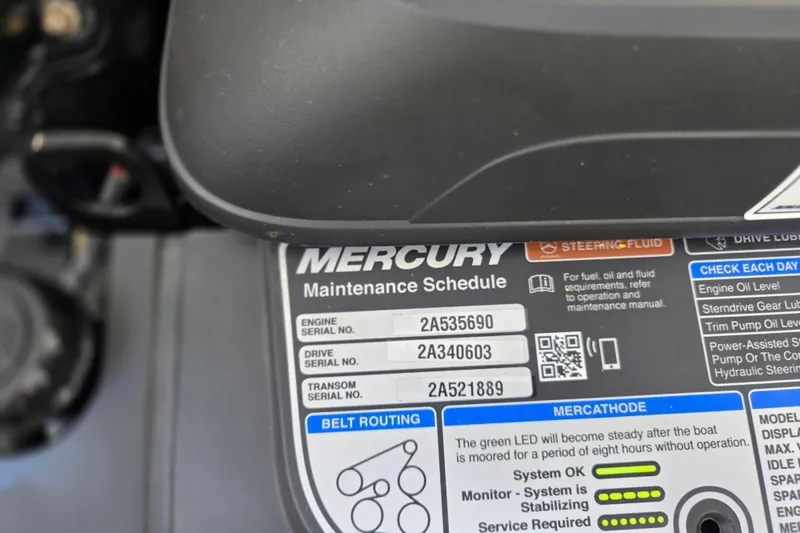 MERCURY
Maintenance Schedule
STEERING FLUID
For fuel, oil and fluid
requirements, refer
to operation and
maintenance manual.
DRIVE LUB
CHECK EACH DAY
Engine Oil Level
Sterndrive Gear Lub
Trim Pump Oil Leve
Power-Assisted St
Pump Or The Co
Hydraulic Steerin
ENGINE
SERIAL NO.
2A535690
DRIVE
SERIAL NO.
2A340603
TRANSOM
SERIAL NO.
2A521889
BELT ROUTING
MERCATHODE
The green LED will become steady after the boat
is moored for a period of eight hours without operation.
System OK
Monitor - System is
Stabilizing
Service Required
MODEL
DISPLA
MAX.
IDLE
SPAR
SPAR
ENG